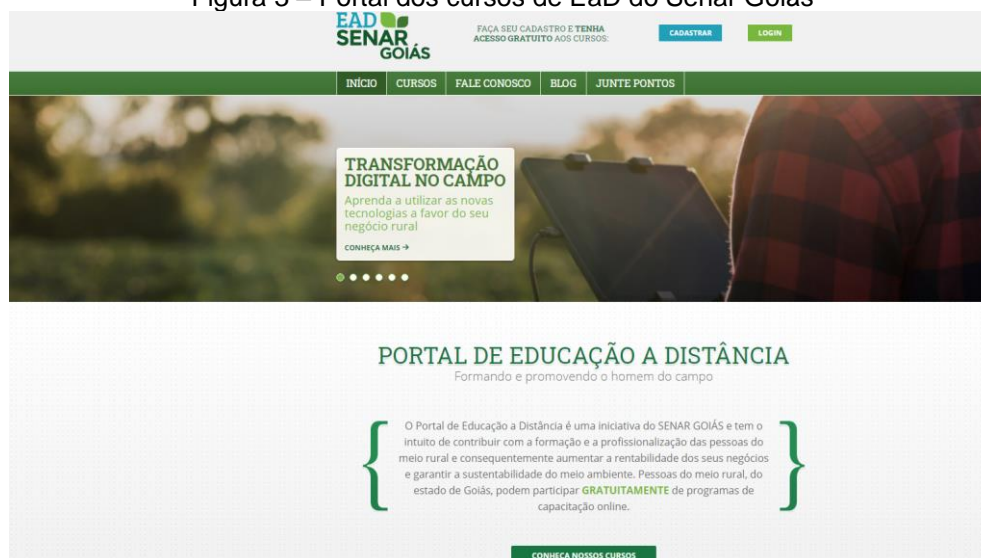 Figura 3 – Portal dos cursos de EaD do Senar Goiás
EAD
SENAR
GOIÁS
FAÇA SEU CADASTRO E TENHA
ACESSO GRATUITO AOS CURSOS:
CADASTRAR
LOGIN
INÍCIO
CURSOS
FALE CONOSCO
BLOG
JUNTE PONTOS
TRANSFORMAÇÃO
DIGITAL NO CAMPO
Aprenda a utilizar as novas
tecnologias a favor do seu
negócio rural
CONHEÇA MAIS →
PORTAL DE EDUCAÇÃO A DISTÂNCIA
Formando e promovendo o homem do campo
O Portal de Educação a Distância é uma iniciativa do SENAR GOIÁS e tem o
intuito de contribuir com a formação e a profissionalização das pessoas do
meio rural e consequentemente aumentar a rentabilidade dos seus negócios
e garantir a sustentabilidade do meio ambiente. Pessoas do meio rural, do
estado de Goiás, podem participar GRATUITAMENTE de programas de
capacitação online.
CONHEÇA NOSSOS CURSOS